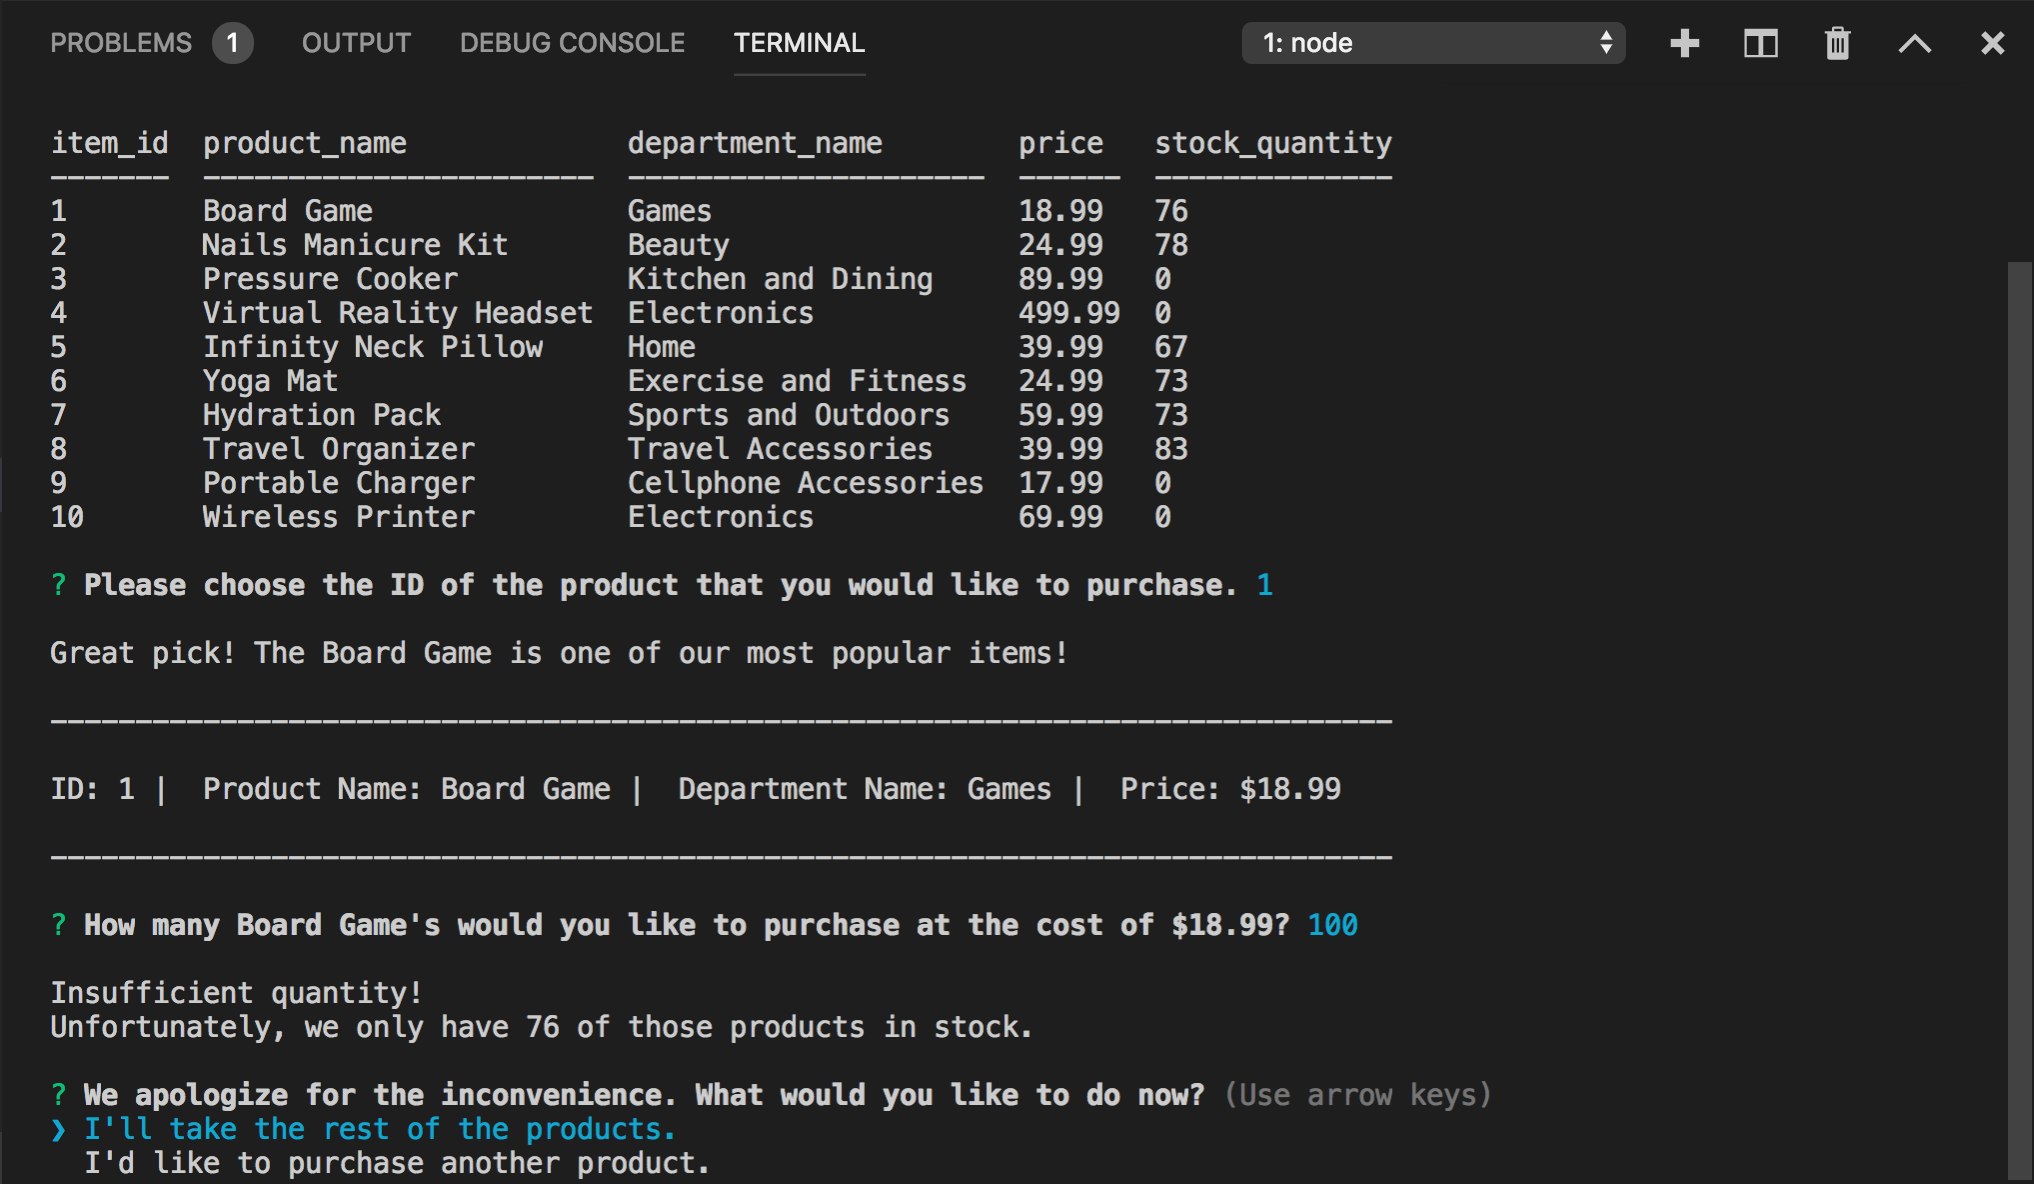 PROBLEMS 1 OUTPUT DEBUG CONSOLE TERMINAL 1: node
item_id  product_name             department_name        price   stock_quantity
-------  -----------------------  ---------------------  ------  --------------
1        Board Game               Games                  18.99   76
2        Nails Manicure Kit       Beauty                 24.99   78
3        Pressure Cooker          Kitchen and Dining     89.99   0
4        Virtual Reality Headset  Electronics            499.99  0
5        Infinity Neck Pillow     Home                   39.99   67
6        Yoga Mat                 Exercise and Fitness   24.99   73
7        Hydration Pack           Sports and Outdoors    59.99   73
8        Travel Organizer         Travel Accessories     39.99   83
9        Portable Charger         Cellphone Accessories  17.99   0
10       Wireless Printer         Electronics            69.99   0
? Please choose the ID of the product that you would like to purchase. 1
Great pick! The Board Game is one of our most popular items!
-------------------------------------------------------------------------------
ID: 1 |  Product Name: Board Game |  Department Name: Games |  Price: $18.99
-------------------------------------------------------------------------------
? How many Board Game's would you like to purchase at the cost of $18.99? 100
Insufficient quantity!
Unfortunately, we only have 76 of those products in stock.
? We apologize for the inconvenience. What would you like to do now? (Use arrow keys)
❯ I'll take the rest of the products.
  I'd like to purchase another product.